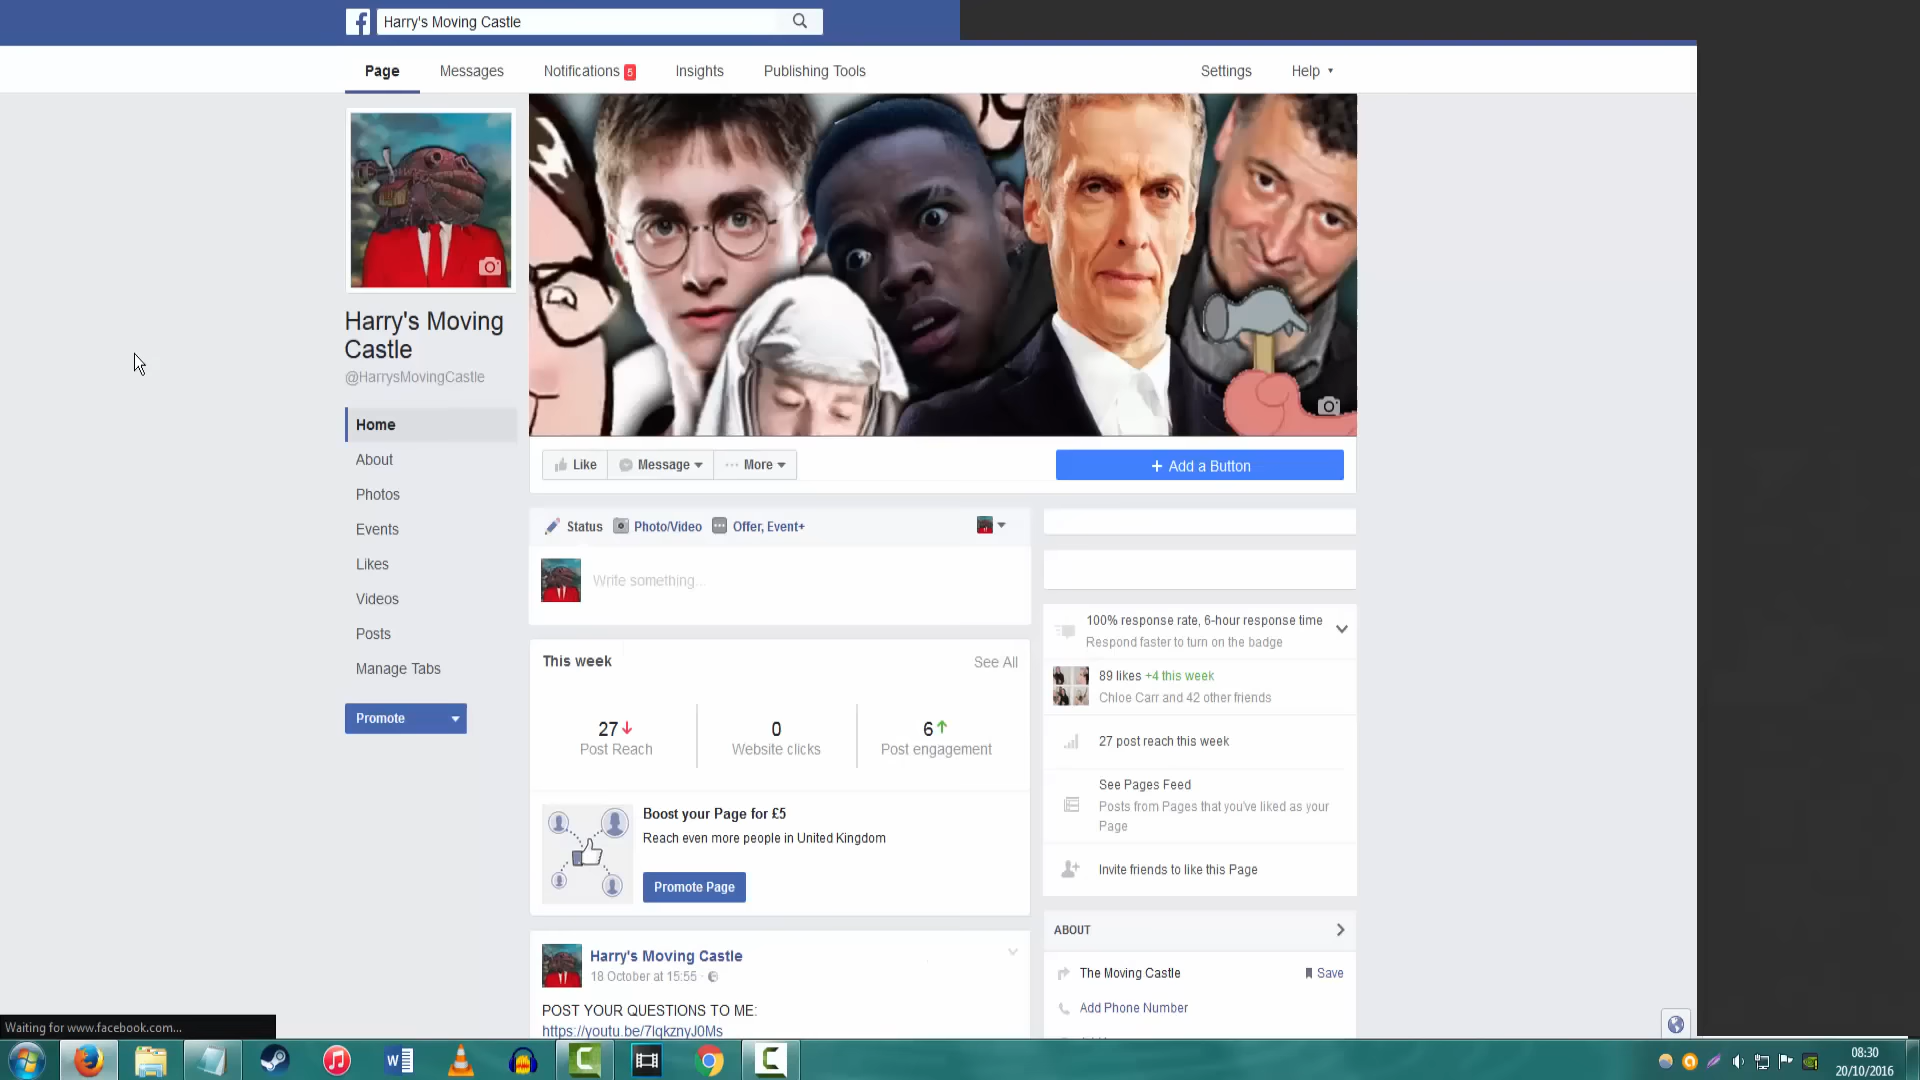 Harry's Moving Castle
Page
Messages
Notifications 5
Insights
Publishing Tools
Settings
Help
Harry's Moving
Castle
@HarrysMovingCastle
Home
About
Photos
Events
Likes
Videos
Posts
Manage Tabs
Promote
Like
Message
More
+ Add a Button
Status
Photo/Video
Offer, Event+
Write something...
This week
See All
27
Post Reach
0
Website clicks
6
Post engagement
Boost your Page for £5
Reach even more people in United Kingdom
Promote Page
Harry's Moving Castle
18 October at 15:55 ·
POST YOUR QUESTIONS TO ME:
https://youtu.be/7lqkznyJ0Ms
100% response rate, 6-hour response time
Respond faster to turn on the badge
89 likes +4 this week
Chloe Carr and 42 other friends
27 post reach this week
See Pages Feed
Posts from Pages that you've liked as your
Page
Invite friends to like this Page
ABOUT
The Moving Castle
Save
Add Phone Number
Waiting for www.facebook.com...
08:30
20/10/2016